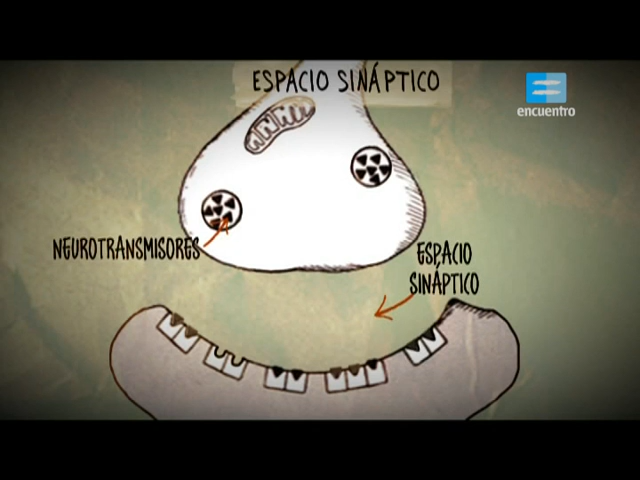 ESPACIO SINÁPTICO
encuentro
NEUROTRANSMISORES
ESPACIO
SINÁPTICO